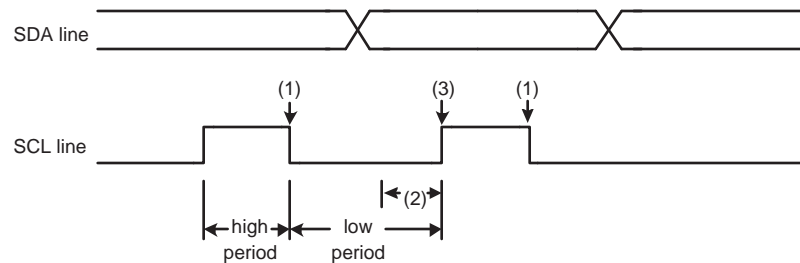 SDA line
(1)
(3)
(1)
SCL line
(2)
high
period
low
period